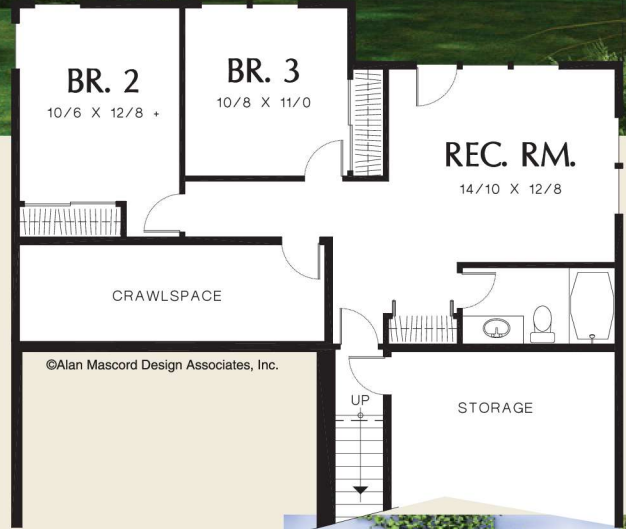 BR. 2
10/6 X 12/8 +
BR. 3
10/8 X 11/0
REC. RM.
14/10 X 12/8
CRAWLSPACE
©Alan Mascord Design Associates, Inc.
UP
STORAGE